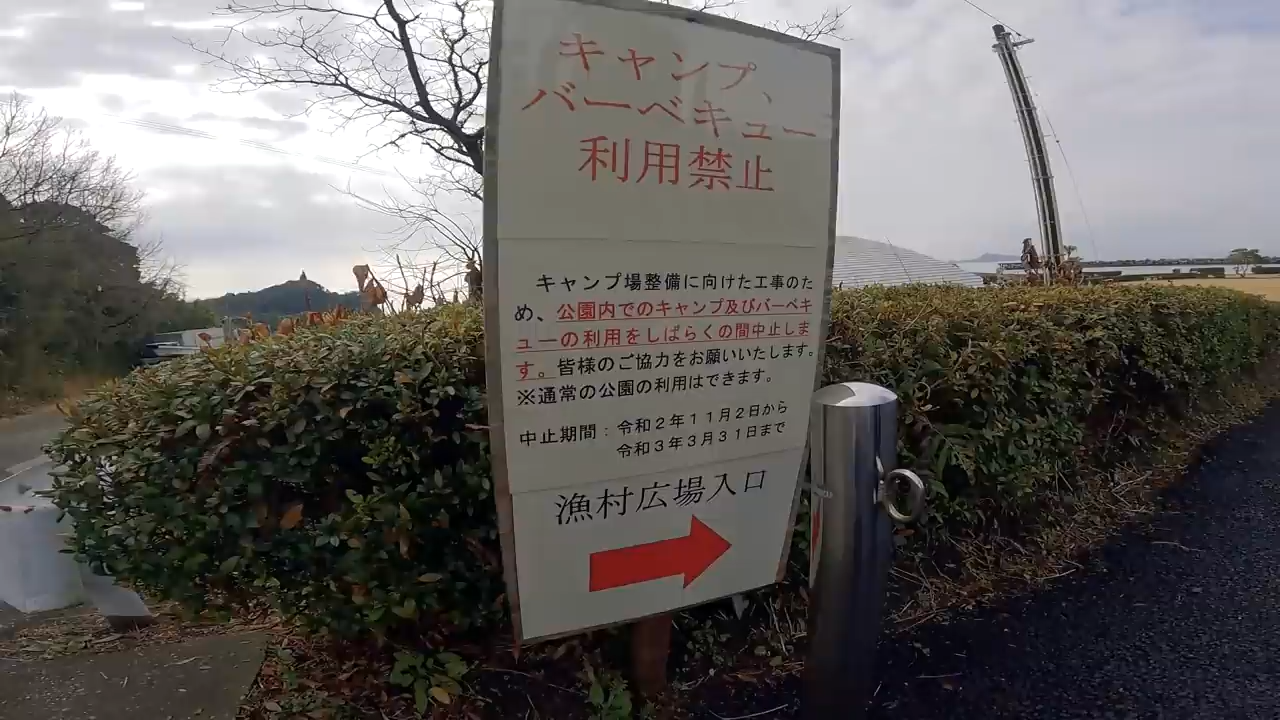 キャンプ、
バーベキュー
利用禁止
キャンプ場整備に向けた工事のた
め、公園内でのキャンプ及びバーベキ
ューの利用をしばらくの間中止しま
す。皆様のご協力をお願いいたします。
※通常の公園の利用はできます。
中止期間：令和２年１１月２日から
令和３年３月３１日まで
漁村広場入口